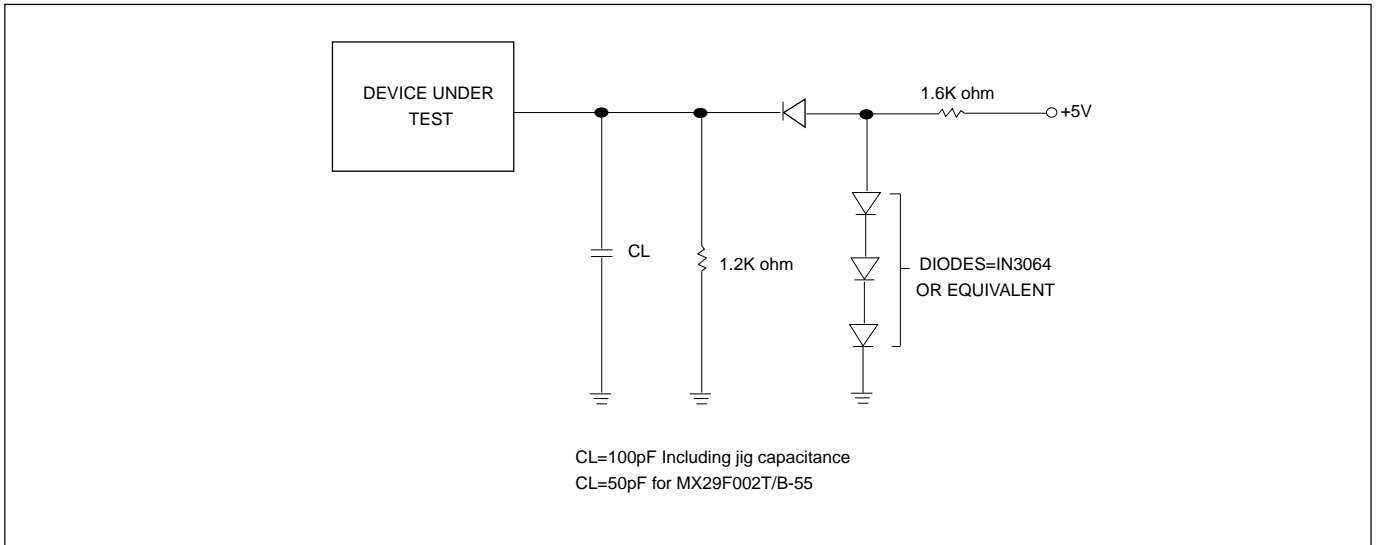 DEVICE UNDER
TEST
1.6K ohm
+5V
CL
1.2K ohm
DIODES=IN3064
OR EQUIVALENT
CL=100pF Including jig capacitance
CL=50pF for MX29F002T/B-55